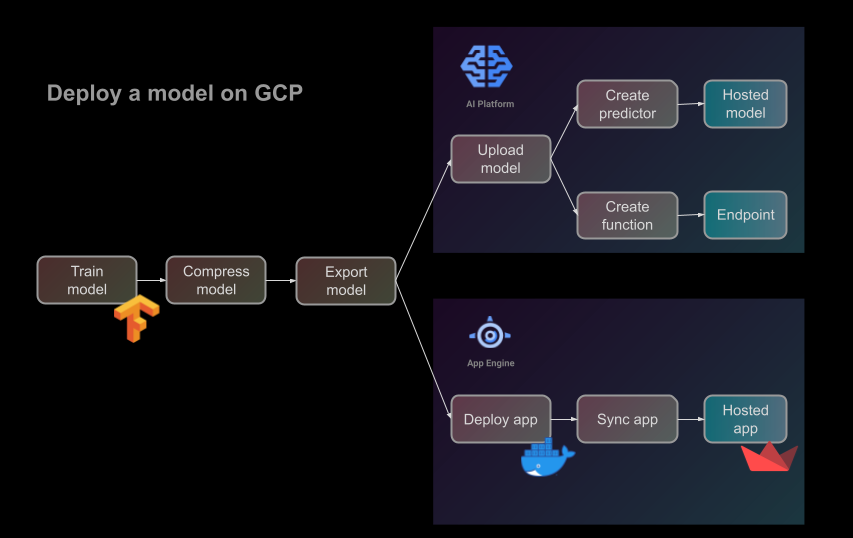 Deploy a model on GCP
AI Platform
Create
predictor
Hosted
model
Upload
model
Create
function
Endpoint
Train
model
Compress
model
Export
model
App Engine
Deploy app
Sync app
Hosted
app